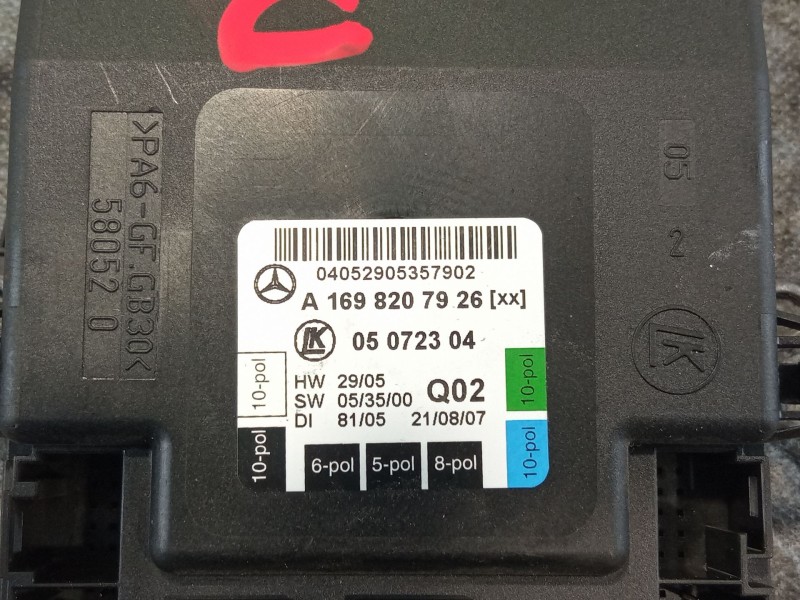 C
>PA6-GF.GB30<
58052 0
05
2
04052905357902
A 169 820 79 26 [xx]
LK
05 0723 04
LK
HW 29/05
SW 05/35/00
DI 81/05 21/08/07
Q02
10-pol
10-pol
10-pol
6-pol
5-pol
8-pol
10-pol